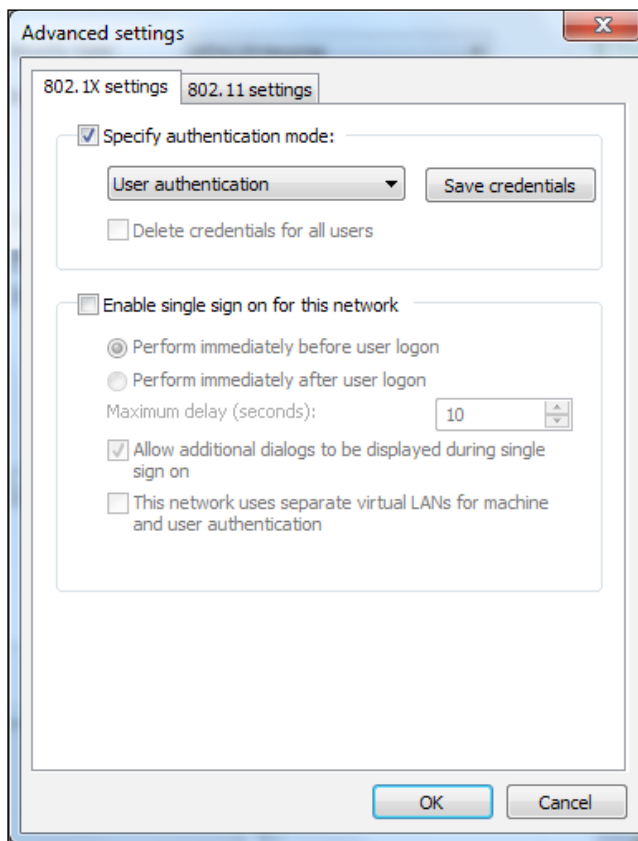 Advanced settings
802.1X settings
802.11 settings
Specify authentication mode:
User authentication
Save credentials
Delete credentials for all users
Enable single sign on for this network
Perform immediately before user logon
Perform immediately after user logon
Maximum delay (seconds):
10
Allow additional dialogs to be displayed during single
sign on
This network uses separate virtual LANs for machine
and user authentication
OK
Cancel